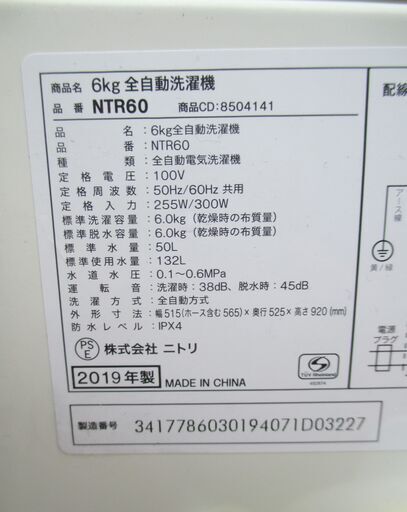 商品名 6kg 全自動洗濯機
品番 NTR60 商品CD:8504141
品名:6kg全自動洗濯機
品番:NTR60
種類:全自動電気洗濯機
定格電圧:100V
定格周波数:50Hz/60Hz 共用
定格入力:255W/300W
標準洗濯容量:6.0kg (乾燥時の布質量)
標準脱水容量:6.0kg (乾燥時の布質量)
標準水量:50L
標準使用水量:132L
水道水圧:0.1~0.6MPa
運転音:洗濯時:38dB、脱水時:45dB
洗濯方式:全自動方式
外形寸法:幅515(ホース含む565)×奥行525×高さ920(mm)
防水レベル:IPX4
PS E 株式会社 ニトリ
2019年製 MADE IN CHINA
TÜV Rheinland
製造番号 3417786030194071D03227
配線
アース線
黄/緑
電源
プラグ